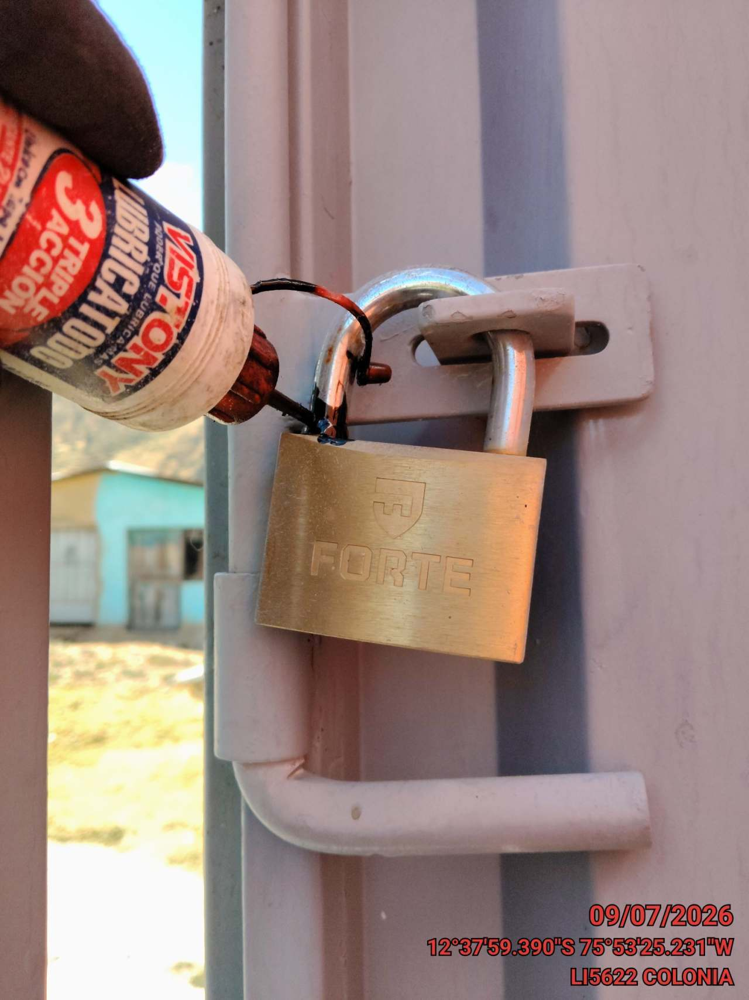 3
TRIPLE
ACCION
LUBRICATODO
VISTONY
FORTE
09/07/2026
12°37'59.390"S 75°53'25.231"W
LI5622 COLONIA